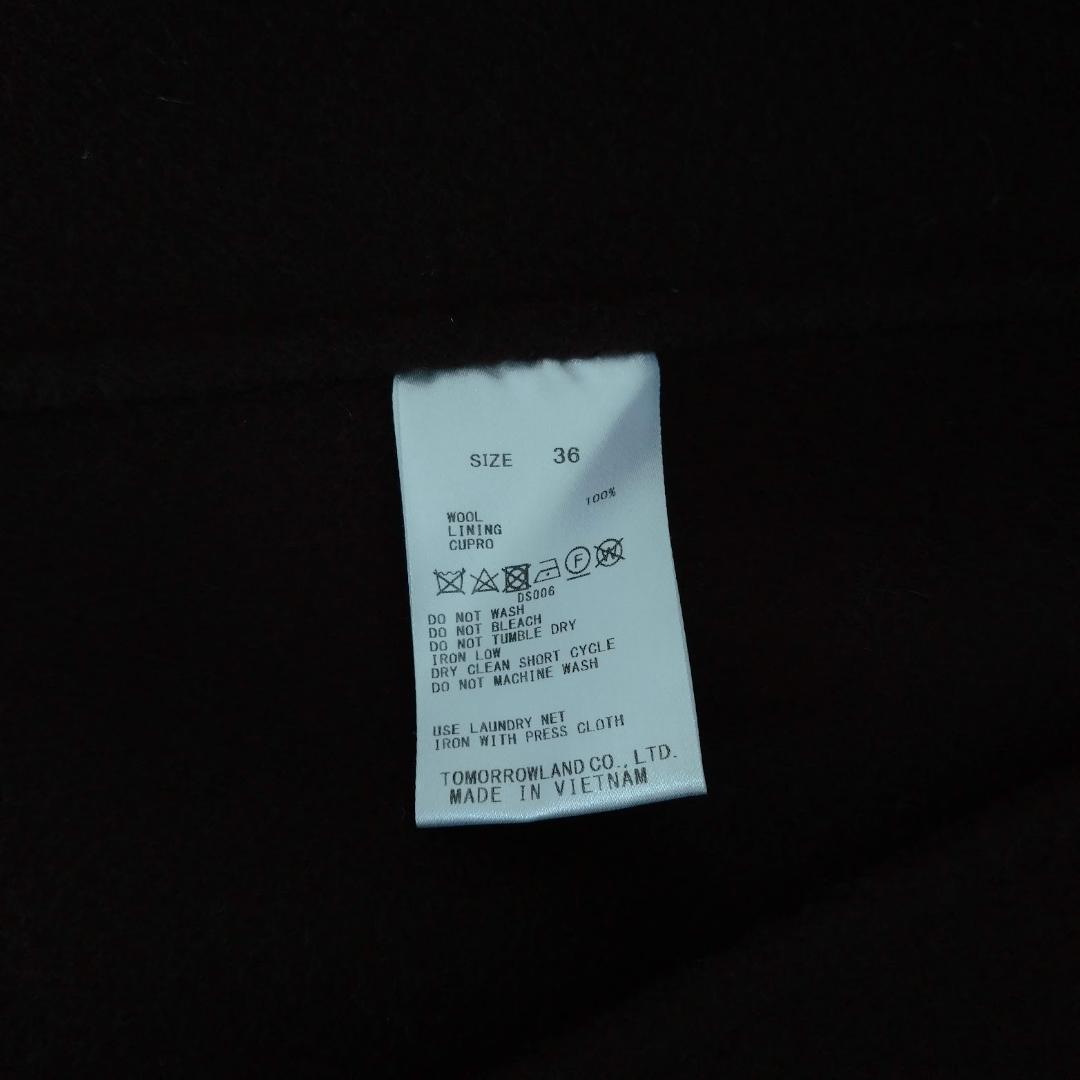 SIZE 36
100%
WOOL
LINING
CUPRO
F W
DS006
DO NOT WASH
DO NOT BLEACH
DO NOT TUMBLE DRY
IRON LOW
DRY CLEAN SHORT CYCLE
DO NOT MACHINE WASH
USE LAUNDRY NET
IRON WITH PRESS CLOTH
TOMORROWLAND CO., LTD.
MADE IN VIETNAM